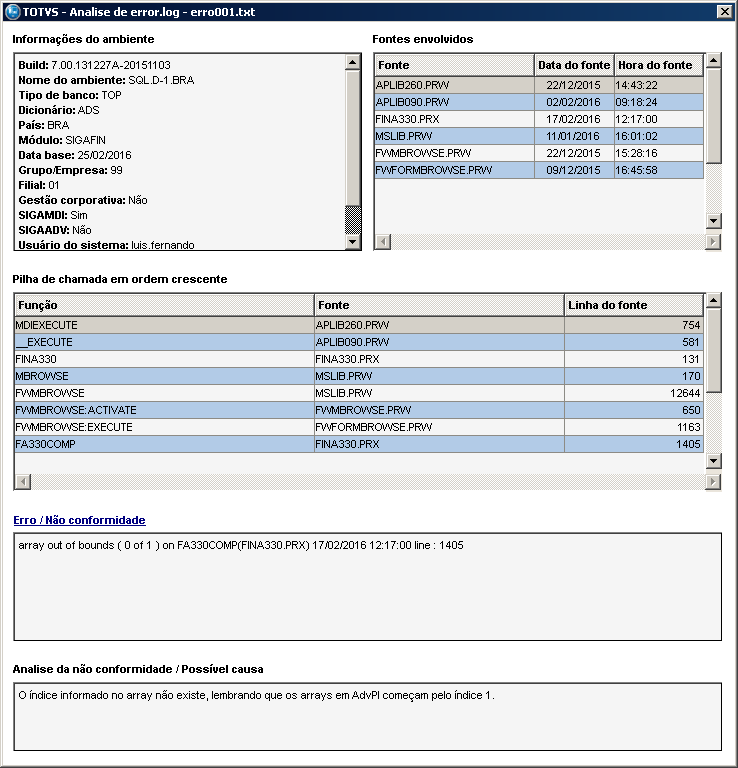 TOTVS - Analise de error.log - erro001.txt
Informações do ambiente
Build: 7.00.131227A-20151103
Nome do ambiente: SQL.D-1.BRA
Tipo de banco: TOP
Dicionário: ADS
País: BRA
Módulo: SIGAFIN
Data base: 25/02/2016
Grupo/Empresa: 99
Filial: 01
Gestão corporativa: Não
SIGAMDI: Sim
SIGAADV: Não
Usuário do sistema: luis.fernando
Fontes envolvidos
Fonte Data do fonte Hora do fonte
APLIB260.PRW 22/12/2015 14:43:22
APLIB090.PRW 02/02/2016 09:18:24
FINA330.PRX 17/02/2016 12:17:00
MSLIB.PRW 11/01/2016 16:01:02
FWMBROWSE.PRW 22/12/2015 15:28:16
FWFORMBROWSE.PRW 09/12/2015 16:45:58
Pilha de chamada em ordem crescente
Função Fonte Linha do fonte
MDIEXECUTE APLIB260.PRW 754
__EXECUTE APLIB090.PRW 581
FINA330 FINA330.PRX 131
MBROWSE MSLIB.PRW 170
FWMBROWSE MSLIB.PRW 12644
FWMBROWSE:ACTIVATE FWMBROWSE.PRW 650
FWMBROWSE:EXECUTE FWFORMBROWSE.PRW 1163
FA330COMP FINA330.PRX 1405
Erro / Não conformidade
array out of bounds ( 0 of 1 ) on FA330COMP(FINA330.PRX) 17/02/2016 12:17:00 line : 1405
Analise da não conformidade / Possível causa
O índice informado no array não existe, lembrando que os arrays em AdvPl começam pelo índice 1.